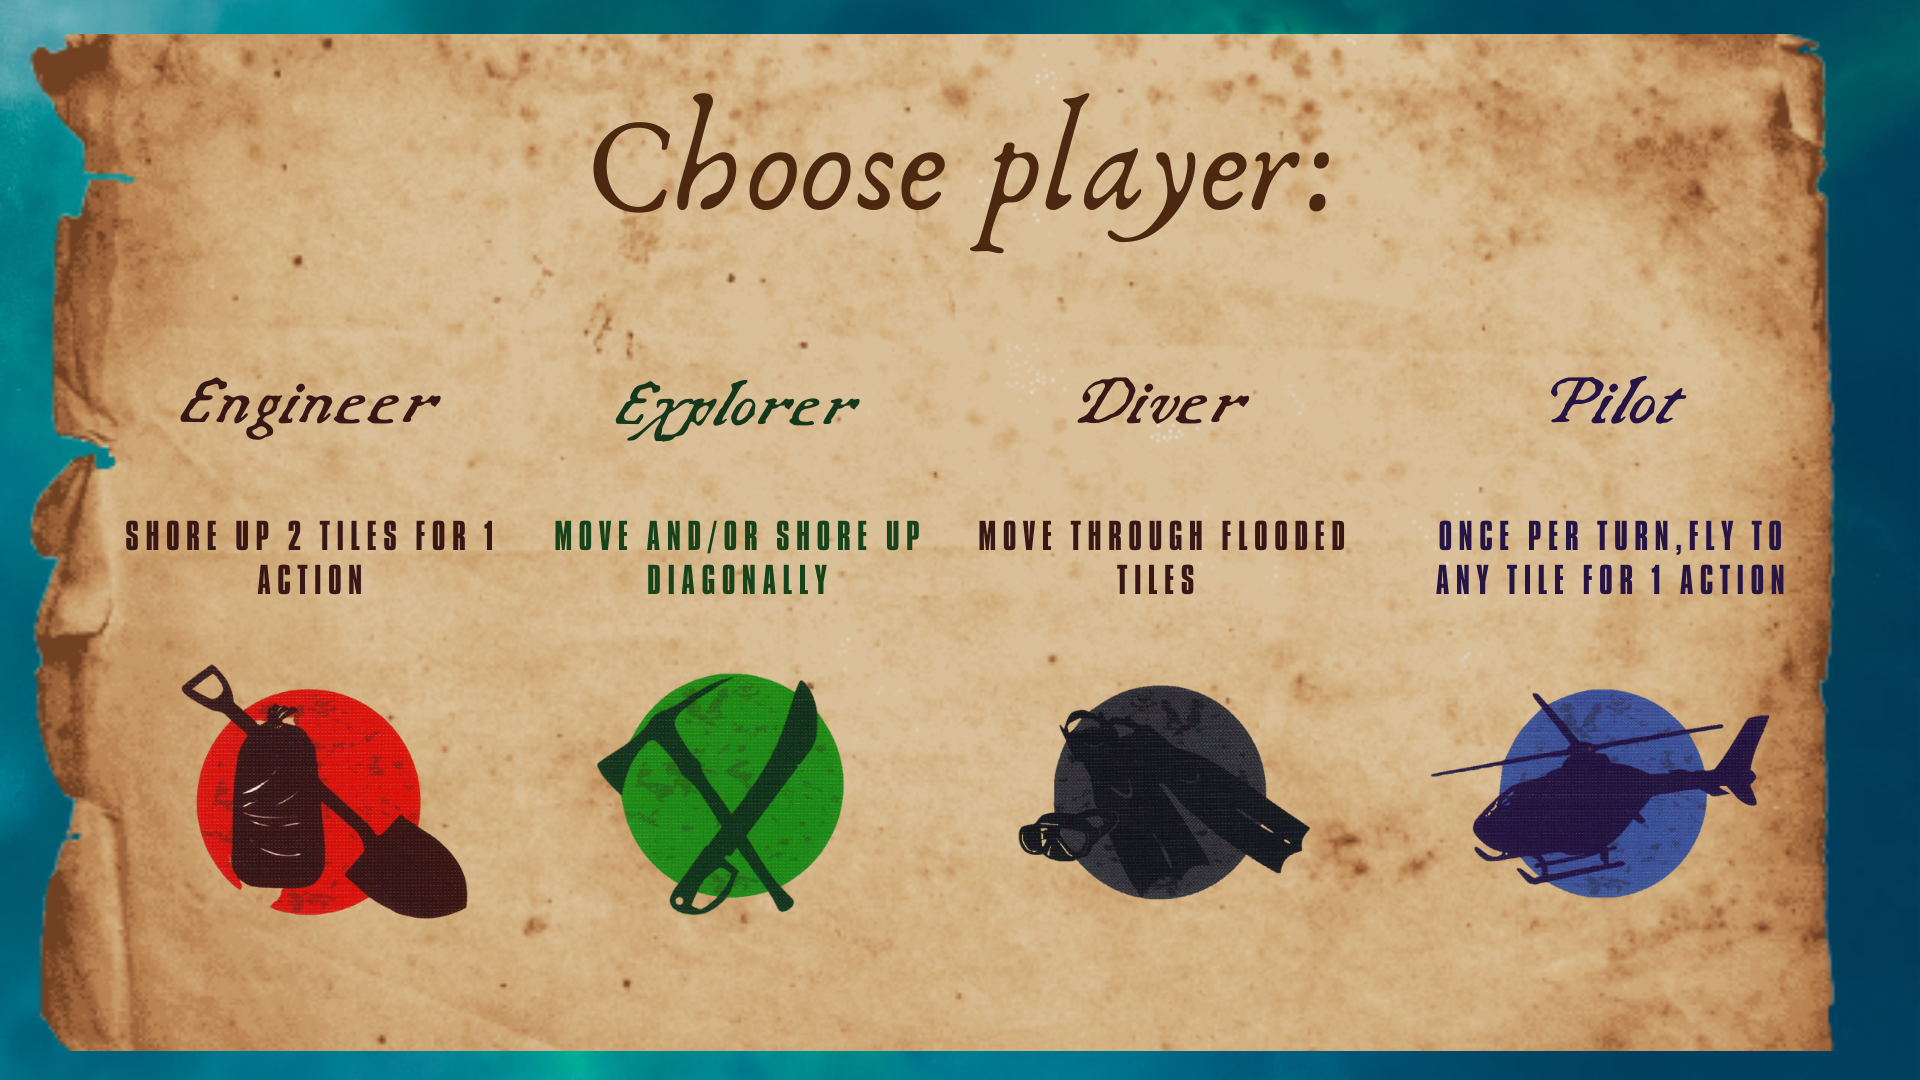 Choose player:
Engineer
SHORE UP 2 TILES FOR 1
ACTION
Explorer
MOVE AND/OR SHORE UP
DIAGONALLY
Diver
MOVE THROUGH FLOODED
TILES
Pilot
ONCE PER TURN,FLY TO
ANY TILE FOR 1 ACTION